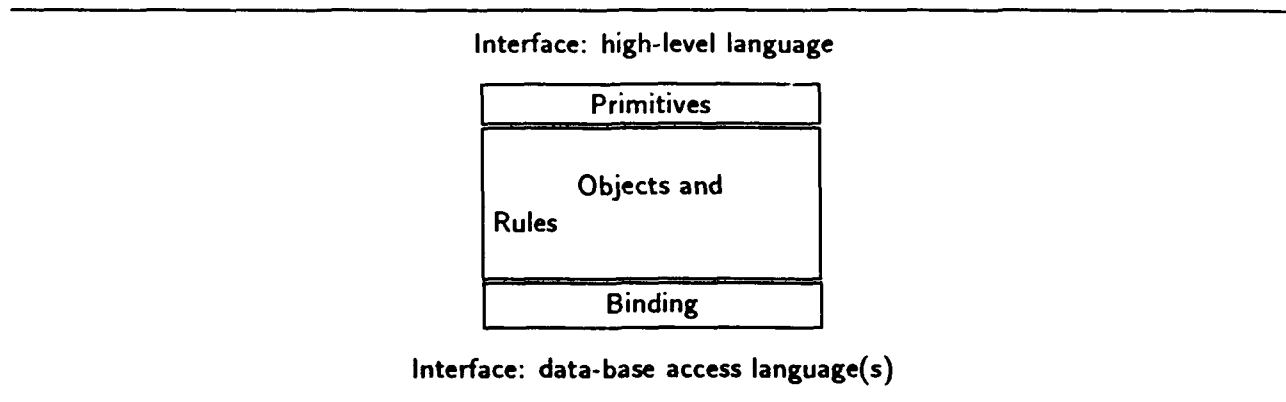 Interface: high-level language
Primitives
Objects and
Rules
Binding
Interface: data-base access language(s)